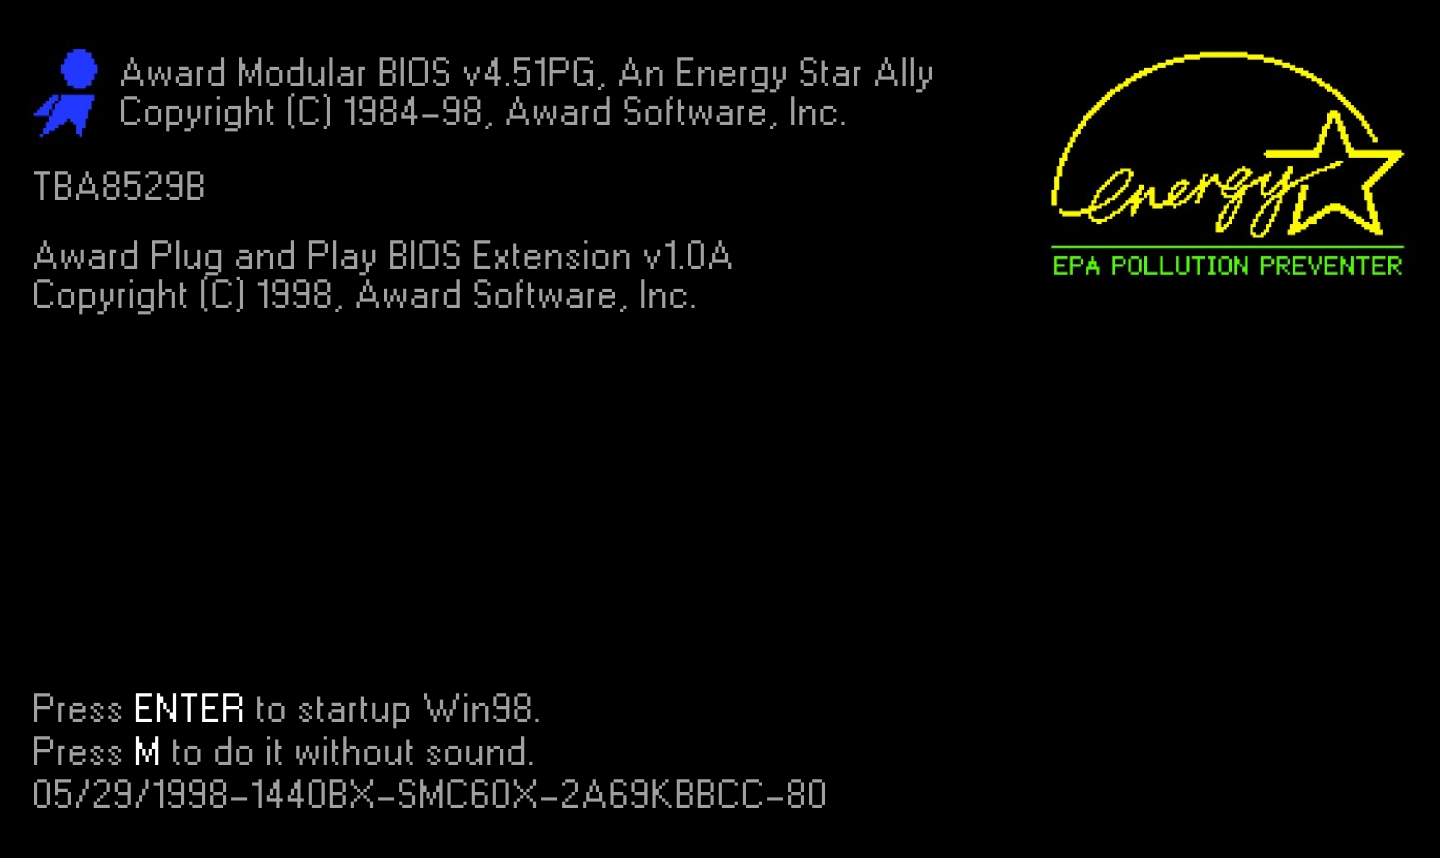 Award Modular BIOS v4.51PG, An Energy Star Ally
Copyright (C) 1984-98, Award Software, Inc.
energy
EPA POLLUTION PREVENTER
TBA8529B
Award Plug and Play BIOS Extension v1.0A
Copyright (C) 1998, Award Software, Inc.
Press ENTER to startup Win98.
Press M to do it without sound.
05/29/1998-1440BX-SMC60X-2A69KBBCC-80